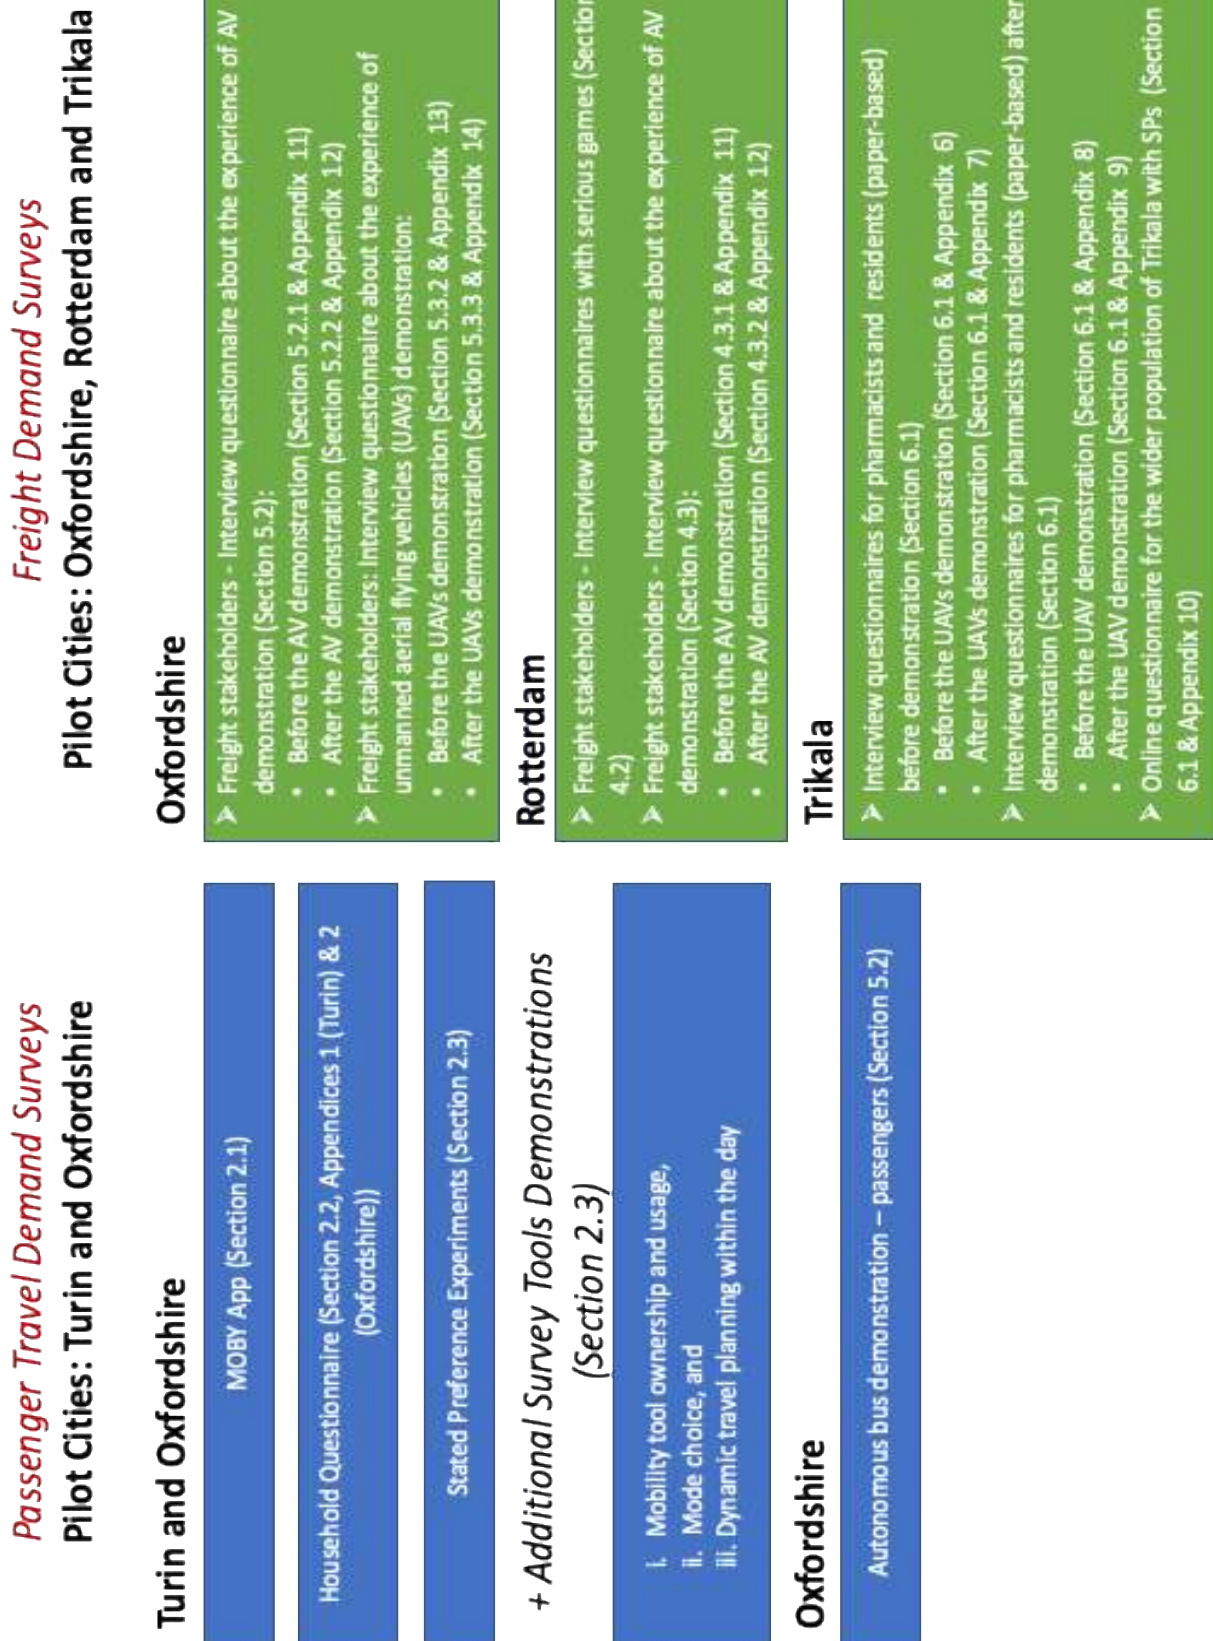 Passenger Travel Demand Surveys
Pilot Cities: Turin and Oxfordshire
Turin and Oxfordshire
MOBY App (Section 2.1)
Household Questionnaire (Section 2.2, Appendices 1 (Turin) & 2
(Oxfordshire))
Stated Preference Experiments (Section 2.3)
+ Additional Survey Tools Demonstrations
(Section 2.3)
i. Mobility tool ownership and usage,
ii. Mode choice, and
iii. Dynamic travel planning within the day
Oxfordshire
Autonomous bus demonstration – passengers (Section 5.2)
Freight Demand Surveys
Pilot Cities: Oxfordshire, Rotterdam and Trikala
Oxfordshire
➢ Freight stakeholders - Interview questionnaire about the experience of AV
demonstration (Section 5.2):
• Before the AV demonstration (Section 5.2.1 & Appendix 11)
• After the AV demonstration (Section 5.2.2 & Appendix 12)
➢ Freight stakeholders: Interview questionnaire about the experience of
unmanned aerial flying vehicles (UAVs) demonstration:
• Before the UAVs demonstration (Section 5.3.2 & Appendix 13)
• After the UAVs demonstration (Section 5.3.3 & Appendix 14)
Rotterdam
➢ Freight stakeholders - Interview questionnaires with serious games (Section
4.2)
➢ Freight stakeholders - Interview questionnaire about the experience of AV
demonstration (Section 4.3):
• Before the AV demonstration (Section 4.3.1 & Appendix 11)
• After the AV demonstration (Section 4.3.2 & Appendix 12)
Trikala
➢ Interview questionnaires for pharmacists and residents (paper-based)
before demonstration (Section 6.1)
• Before the UAVs demonstration (Section 6.1 & Appendix 6)
• After the UAVs demonstration (Section 6.1 & Appendix 7)
➢ Interview questionnaires for pharmacists and residents (paper-based) after
demonstration (Section 6.1)
• Before the UAV demonstration (Section 6.1 & Appendix 8)
• After the UAV demonstration (Section 6.1 & Appendix 9)
➢ Online questionnaire for the wider population of Trikala with SPs (Section
6.1 & Appendix 10)